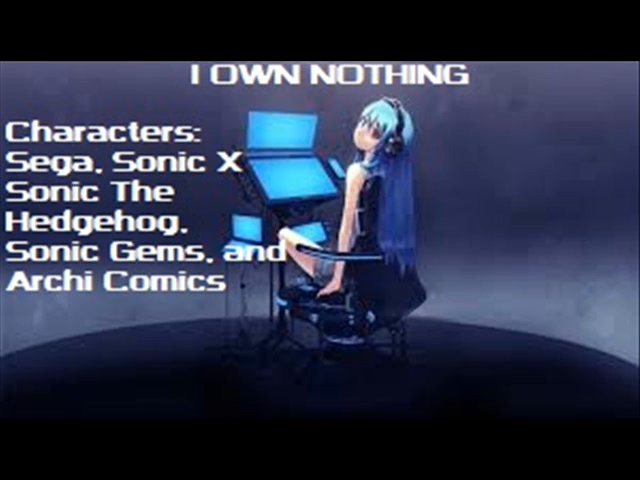 I OWN NOTHING
Characters:
Sega, Sonic X
Sonic The
Hedgehog,
Sonic Gems, and
Archi Comics